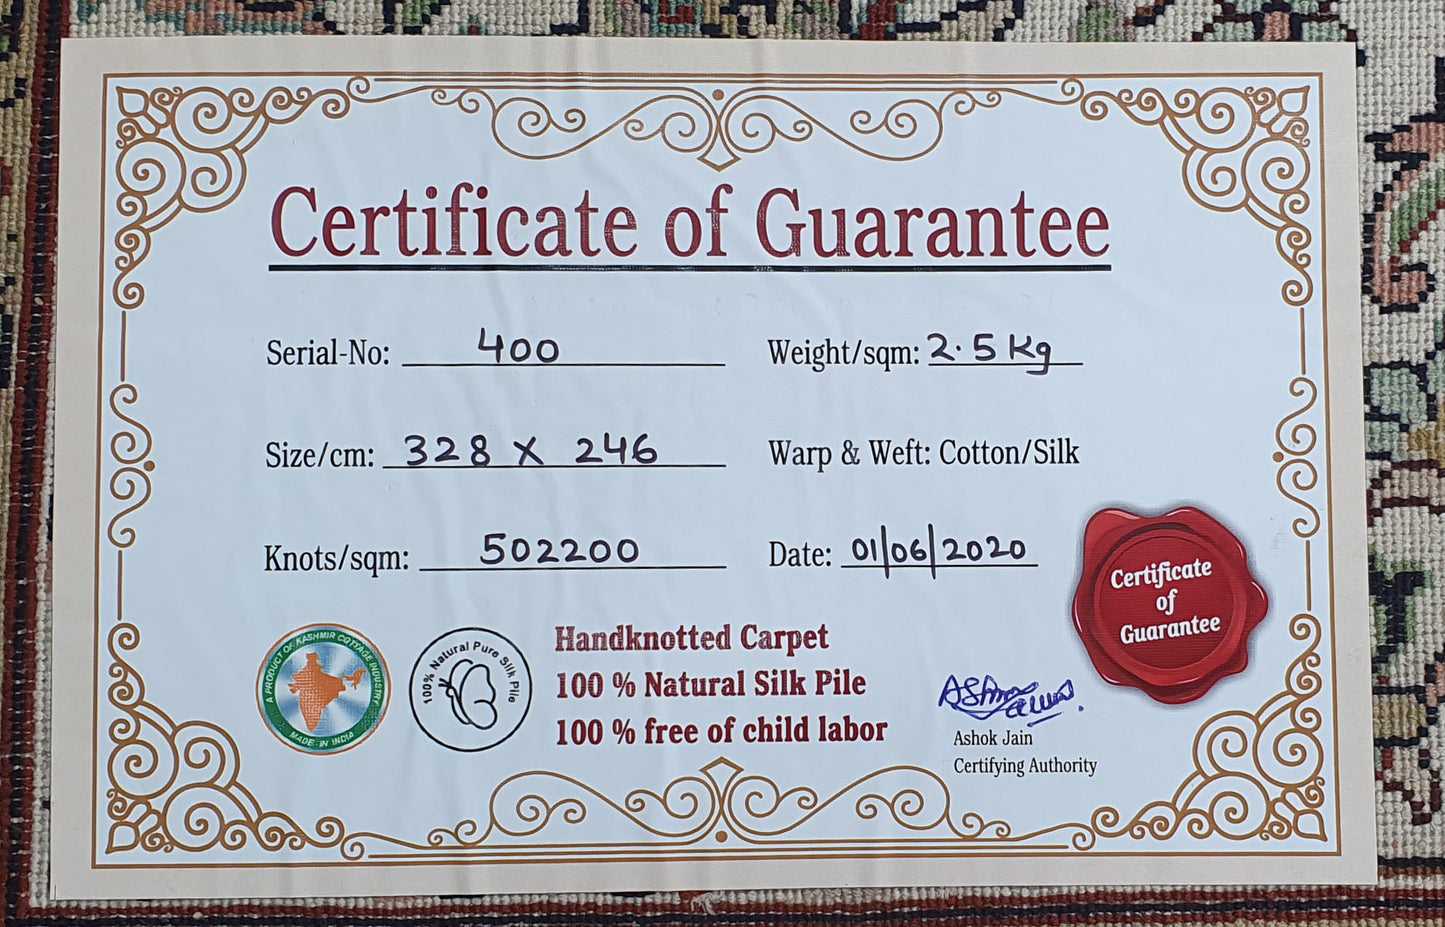 Certificate of Guarantee
Serial-No: 400
Weight/sqm: 2.5 Kg
Size/cm: 328 X 246
Warp & Weft: Cotton/Silk
Knots/sqm: 502200
Date: 01/06/2020
Certificate
of
Guarantee
A PRODUCT OF KASHMIR COTTAGE INDUSTRY
MADE-IN INDIA
100% Natural Pure Silk Pile
Handknotted Carpet
100 % Natural Silk Pile
100 % free of child labor
Ashok Jain
Certifying Authority